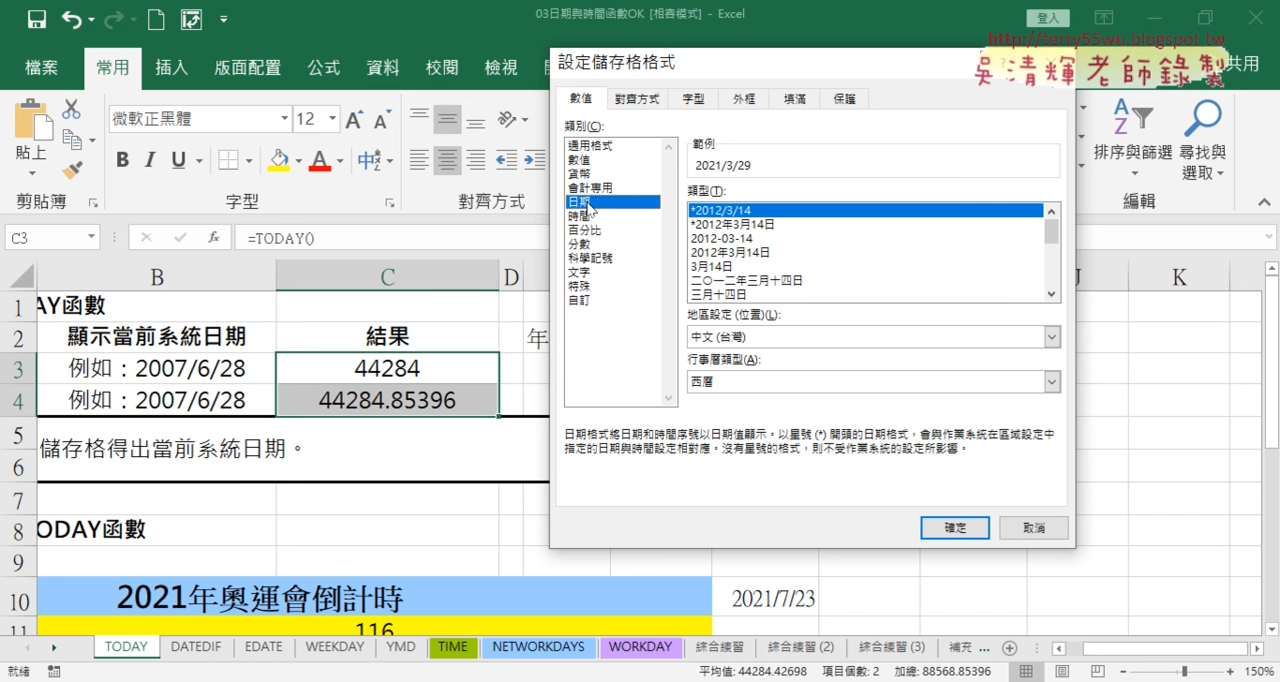 03日期與時間函數OK [相容模式] - Excel
登入
http://terry55wu.blogspot.tw
吳清輝老師錄製
檔案 常用 插入 版面配置 公式 資料 校閱 檢視 共用
貼上
微軟正黑體 12
B I U A 中
排序與篩選 尋找與選取
剪貼簿 字型 對齊方式 編輯
C3 fx =TODAY()
設定儲存格格式
數值 對齊方式 字型 外框 填滿 保護
類別(C):
通用格式
數值
貨幣
會計專用
日期
時間
百分比
分數
科學記號
文字
特殊
自訂
範例
2021/3/29
類型(T):
*2012/3/14
*2012年3月14日
2012-03-14
2012年3月14日
3月14日
二○一二年三月十四日
三月十四日
地區設定 (位置)(L):
中文 (台灣)
行事曆類型(A):
西曆
日期格式將日期和時間序號以日期值顯示。以星號 (*) 開頭的日期格式，會與作業系統在區域設定中
指定的日期與時間設定相對應。沒有星號的格式，則不受作業系統的設定所影響。
確定 取消
B C D J K
1 AY函數
2 顯示當前系統日期 結果 年
3 例如：2007/6/28 44284
4 例如：2007/6/28 44284.85396
5 儲存格得出當前系統日期。
6
7
8 ODAY函數
9
10 2021年奧運會倒計時 2021/7/23
11 116
TODAY DATEDIF EDATE WEEKDAY YMD TIME NETWORKDAYS WORKDAY 綜合練習 綜合練習 (2) 綜合練習 (3) 補充 ...
就緒 平均值: 44284.42698 項目個數: 2 加總: 88568.85396 150%